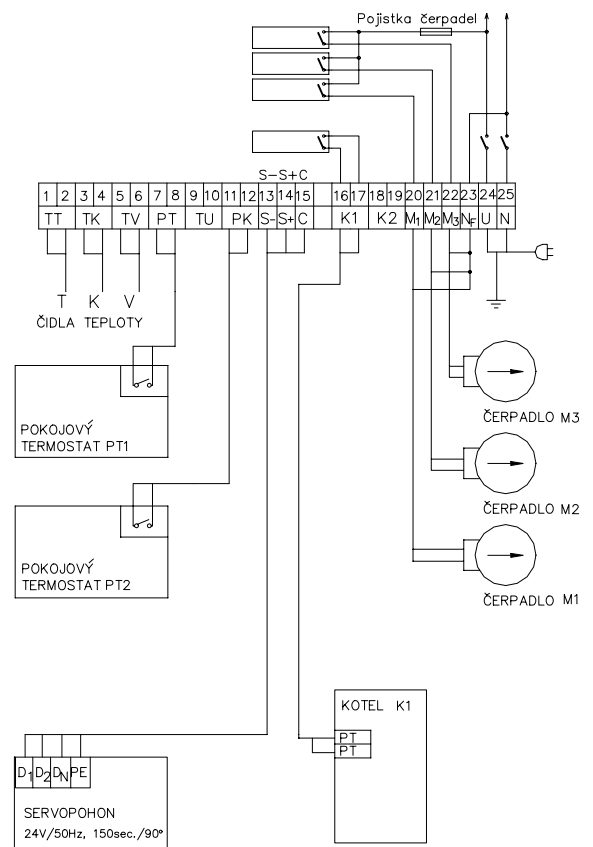 Pojistka čerpadel
S-S+C
1 2 3 4 5 6 7 8 9 10 11 12 13 14 15 16 17 18 19 20 21 22 23 24 25
TT TK TV PT TU PK S- S+ C K1 K2 M1 M2 M3 NF U N
T K V
ČIDLA TEPLOTY
POKOJOVÝ
TERMOSTAT PT1
ČERPADLO M3
POKOJOVÝ
TERMOSTAT PT2
ČERPADLO M2
ČERPADLO M1
KOTEL K1
PT
PT
D1 D2 DN PE
SERVOPOHON
24V/50Hz, 150sec./90°